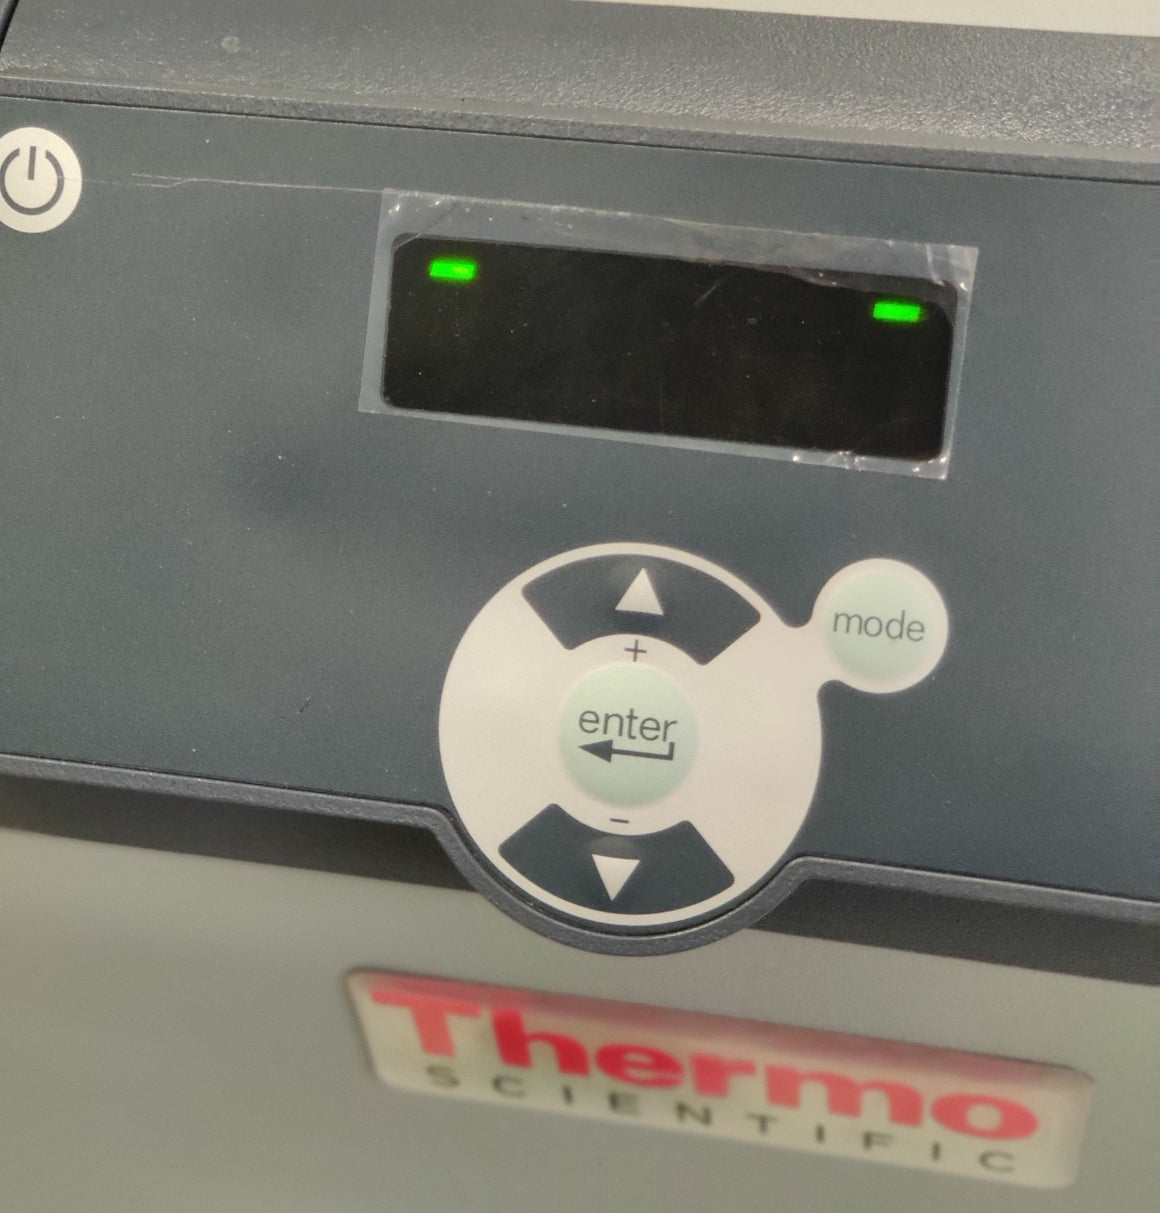 mode
+
enter
-
Thermo
SCIENTIFIC